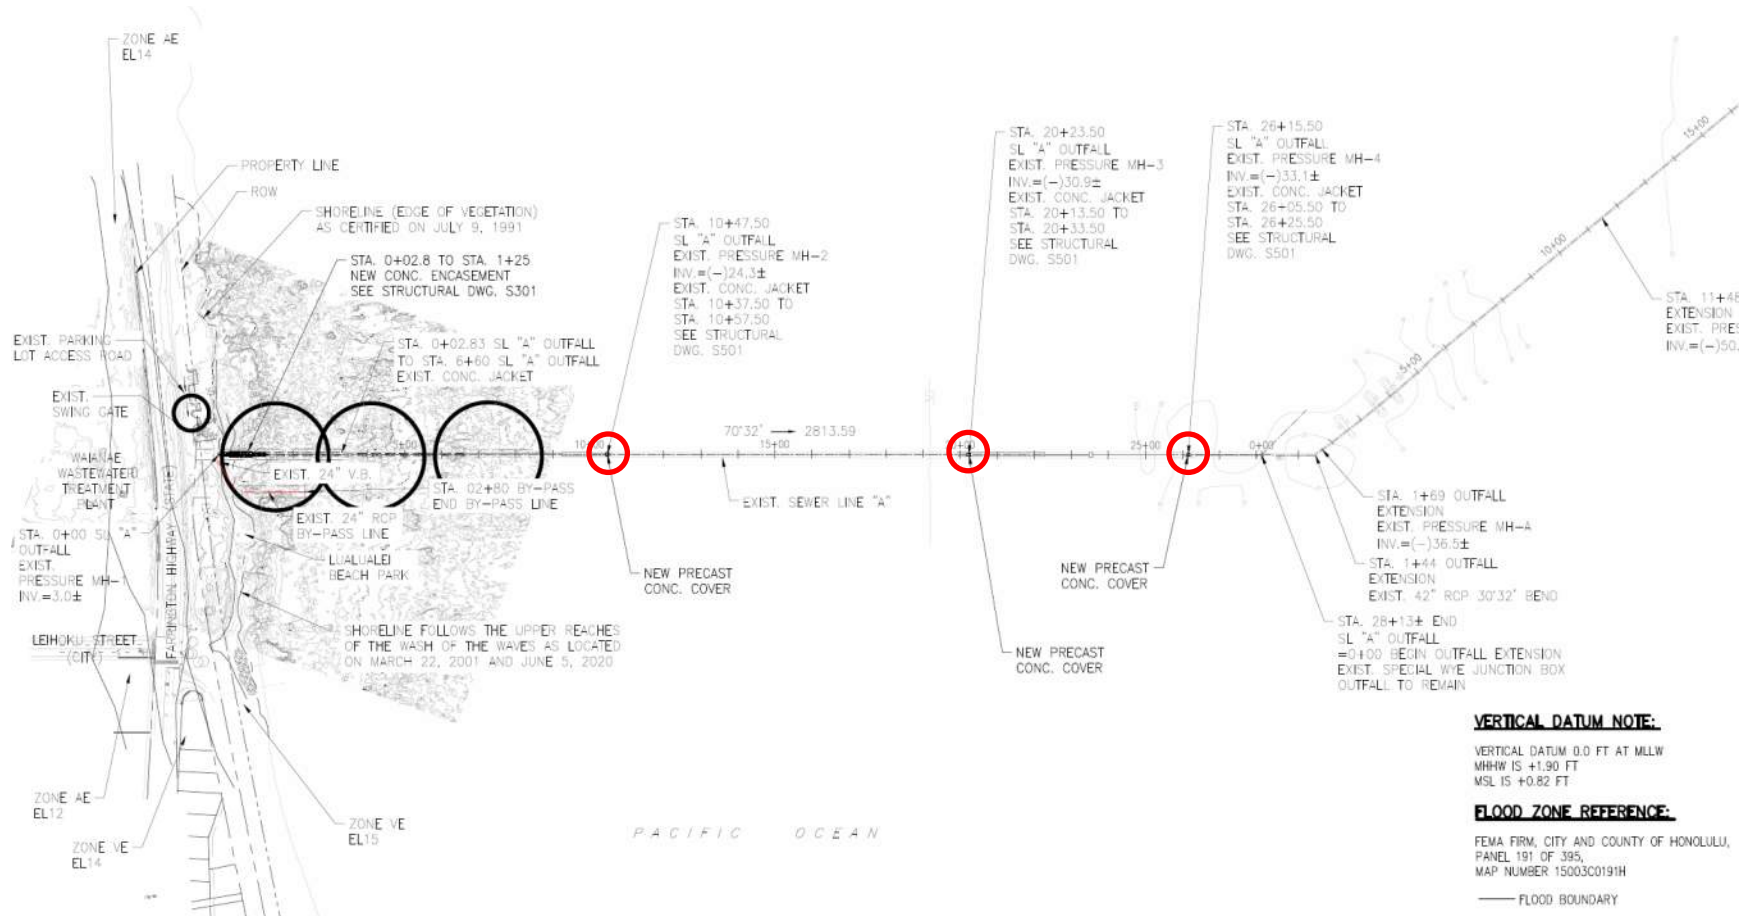 ZONE AE
EL14
PROPERTY LINE
ROW
SHORELINE (EDGE OF VEGETATION)
AS CERTIFIED ON JULY 9, 1991
STA. 0+02.8 TO STA. 1+25
NEW CONC. ENCASEMENT
SEE STRUCTURAL DWG. S301
EXIST. PARKING
LOT ACCESS ROAD
STA. 0+02.83 SL "A" OUTFALL
TO STA. 6+60 SL "A" OUTFALL
EXIST. CONC. JACKET
EXIST.
SWING GATE
WAIANAE
WASTEWATER
TREATMENT
PLANT
STA. 0+00 SL "A"
OUTFALL
EXIST.
PRESSURE MH-1
INV.=3.0±
LEIHOKU STREET
(CITY)
FARRINGTON HIGHWAY (STATE)
EXIST. 24" V.B.
EXIST. 24" RCP
BY-PASS LINE
STA. 02+80 BY-PASS
END BY-PASS LINE
LUALUALEI
BEACH PARK
SHORELINE FOLLOWS THE UPPER REACHES
OF THE WASH OF THE WAVES AS LOCATED
ON MARCH 22, 2001 AND JUNE 5, 2020
ZONE AE
EL12
ZONE VE
EL14
ZONE VE
EL15
STA. 10+47.50
SL "A" OUTFALL
EXIST. PRESSURE MH-2
INV.=(-)24.3±
EXIST. CONC. JACKET
STA. 10+37.50 TO
STA. 10+57.50
SEE STRUCTURAL
DWG. S501
STA. 20+23.50
SL "A" OUTFALL
EXIST. PRESSURE MH-3
INV.=(-)30.9±
EXIST. CONC. JACKET
STA. 20+13.50 TO
STA. 20+33.50
SEE STRUCTURAL
DWG. S501
STA. 26+15.50
SL "A" OUTFALL
EXIST. PRESSURE MH-4
INV.=(-)33.1±
EXIST. CONC. JACKET
STA. 26+05.50 TO
STA. 26+25.50
SEE STRUCTURAL
DWG. S501
5+00
70°32' 2813.59
15+00
25+00
0+00
5+00
10+00
15+00
EXIST. SEWER LINE "A"
NEW PRECAST
CONC. COVER
NEW PRECAST
CONC. COVER
NEW PRECAST
CONC. COVER
STA. 11+48
EXTENSION
EXIST. PRES
INV.=(-)50.
STA. 1+69 OUTFALL
EXTENSION
EXIST. PRESSURE MH-A
INV.=(-)36.5±
STA. 1+44 OUTFALL
EXTENSION
EXIST. 42" RCP 30°32' BEND
STA. 28+13± END
SL "A" OUTFALL
=0+00 BEGIN OUTFALL EXTENSION
EXIST. SPECIAL WYE JUNCTION BOX
OUTFALL TO REMAIN
PACIFIC OCEAN
VERTICAL DATUM NOTE:
VERTICAL DATUM 0.0 FT AT MLLW
MHHW IS +1.90 FT
MSL IS +0.82 FT
FLOOD ZONE REFERENCE:
FEMA FIRM, CITY AND COUNTY OF HONOLULU,
PANEL 191 OF 395,
MAP NUMBER 15003C0191H
FLOOD BOUNDARY